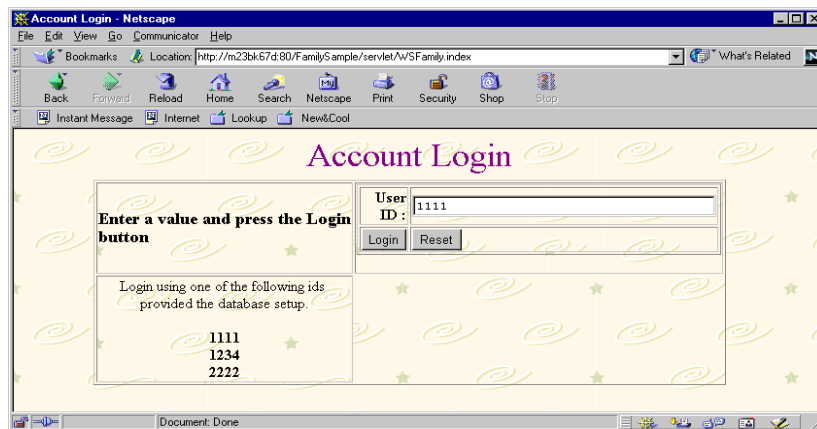 Account Login - Netscape
File Edit View Go Communicator Help
Bookmarks Location: http://m23bk67d:80/FamilySample/servlet/WSFamily.index What's Related
Back Forward Reload Home Search Netscape Print Security Shop Stop
Instant Message Internet Lookup New&Cool
Account Login
Enter a value and press the Login
button
User
ID :
1111
Login Reset
Login using one of the following ids
provided the database setup.
1111
1234
2222
Document: Done